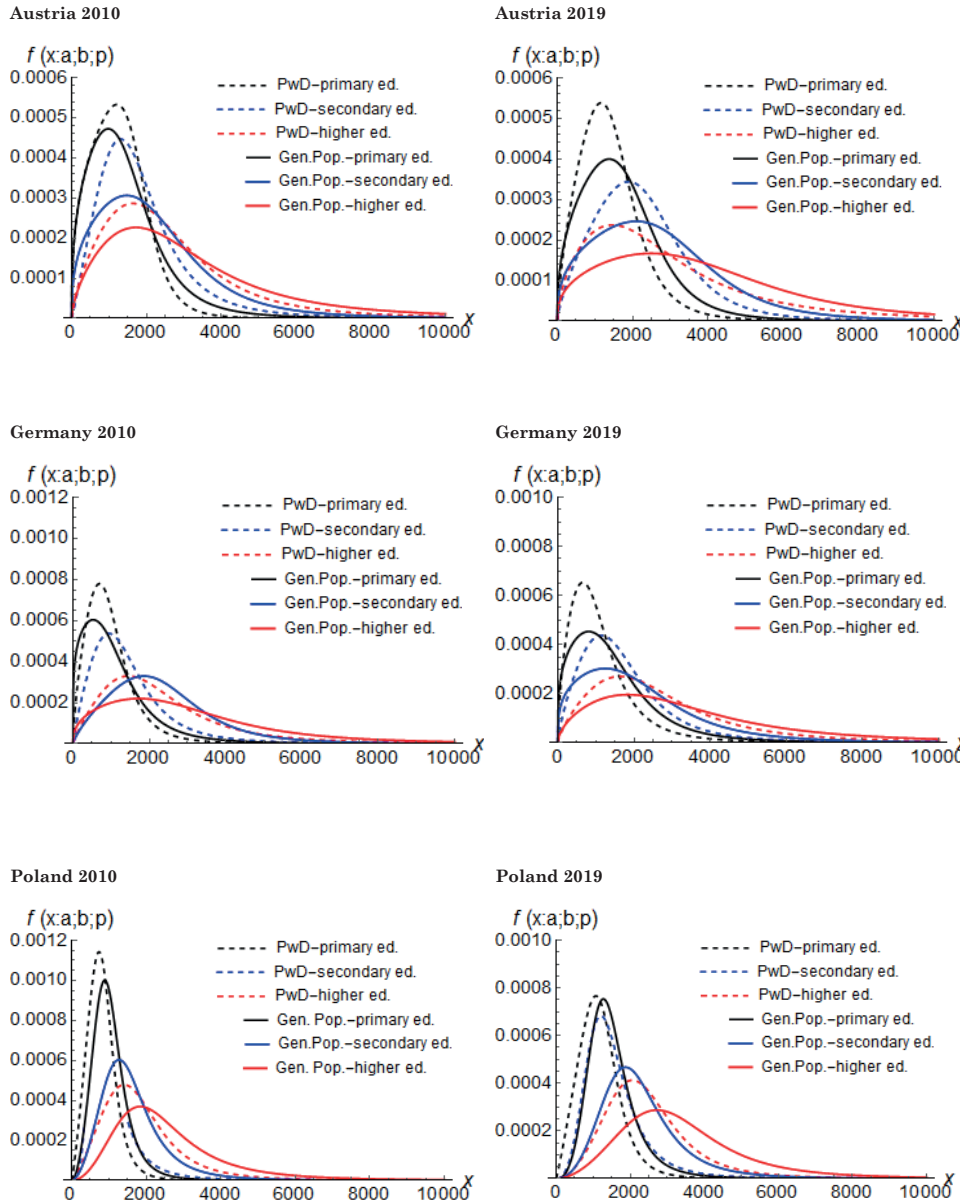 Austria 2010
f (x:a;b;p)
0.0006
0.0005
0.0004
0.0003
0.0002
0.0001
PwD-primary ed.
PwD-secondary ed.
PwD-higher ed.
Gen.Pop.-primary ed.
Gen.Pop.-secondary ed.
Gen.Pop.-higher ed.
0 2000 4000 6000 8000 10000 x
Austria 2019
f (x:a;b;p)
0.0006
0.0005
0.0004
0.0003
0.0002
0.0001
PwD-primary ed.
PwD-secondary ed.
PwD-higher ed.
Gen.Pop.-primary ed.
Gen.Pop.-secondary ed.
Gen.Pop.-higher ed.
0 2000 4000 6000 8000 10000 x
Germany 2010
f (x:a;b;p)
0.0012
0.0010
0.0008
0.0006
0.0004
0.0002
PwD-primary ed.
PwD-secondary ed.
PwD-higher ed.
Gen.Pop.-primary ed.
Gen.Pop.-secondary ed.
Gen.Pop.-higher ed.
0 2000 4000 6000 8000 10000 x
Germany 2019
f (x:a;b;p)
0.0010
0.0008
0.0006
0.0004
0.0002
PwD-primary ed.
PwD-secondary ed.
PwD-higher ed.
Gen.Pop.-primary ed.
Gen.Pop.-secondary ed.
Gen.Pop.-higher ed.
0 2000 4000 6000 8000 10000 x
Poland 2010
f (x:a;b;p)
0.0012
0.0010
0.0008
0.0006
0.0004
0.0002
PwD-primary ed.
PwD-secondary ed.
PwD-higher ed.
Gen. Pop.-primary ed.
Gen.Pop.-secondary ed.
Gen. Pop.-higher ed.
0 2000 4000 6000 8000 10000 x
Poland 2019
f (x:a;b;p)
0.0010
0.0008
0.0006
0.0004
0.0002
PwD-primary ed.
PwD-secondary ed.
PwD-higher ed.
Gen.Pop.-primary ed.
Gen.Pop.-secondary ed.
Gen.Pop.-higher ed.
0 2000 4000 6000 8000 10000 x